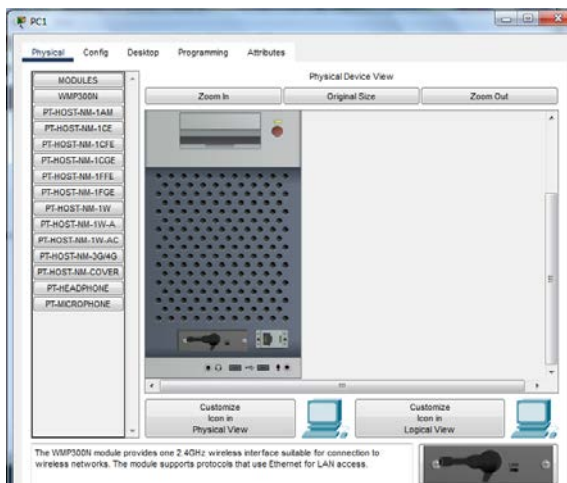 PC1
Physical Config Desktop Programming Attributes
MODULES
WMP300N
PT-HOST-NM-1AM
PT-HOST-NM-1CE
PT-HOST-NM-1CFE
PT-HOST-NM-1CGE
PT-HOST-NM-1FFE
PT-HOST-NM-1FGE
PT-HOST-NM-1W
PT-HOST-NM-1W-A
PT-HOST-NM-1W-AC
PT-HOST-NM-3G/4G
PT-HOST-NM-COVER
PT-HEADPHONE
PT-MICROPHONE
Physical Device View
Zoom In Original Size Zoom Out
Customize
Icon in
Physical View
Customize
Icon in
Logical View
The WMP300N module provides one 2.4GHz wireless interface suitable for connection to
wireless networks. The module supports protocols that use Ethernet for LAN access.